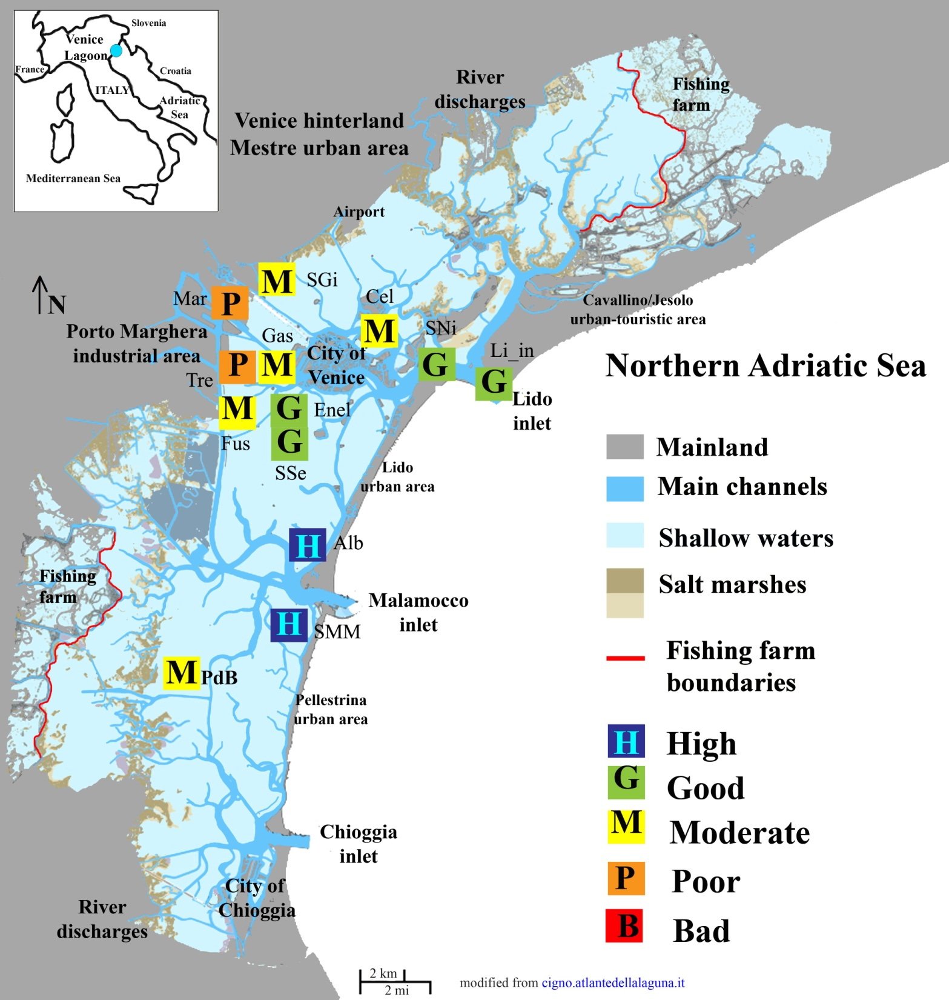 Slovenia
Venice
Lagoon
France
Croatia
ITALY
Adriatic
Sea
Mediterranean Sea
River
discharges
Fishing
farm
Venice hinterland
Mestre urban area
Airport
M
SGi
Mar
P
Cel
N
Cavallino/Jesolo
urban-touristic area
Porto Marghera
industrial area
Gas
M
SNi
City of
Venice
Li_in
P
M
G
G
Tre
Northern Adriatic Sea
Lido
inlet
M
G
Enel
Fus
G
SSe
Lido
urban area
Mainland
Main channels
Shallow waters
Salt marshes
Fishing farm
boundaries
H
Alb
Fishing
farm
Malamocco
inlet
H
SMM
M
PdB
Pellestrina
urban area
H
High
G
Good
M
Moderate
P
Poor
B
Bad
Chioggia
inlet
City of
Chioggia
River
discharges
2 km
2 mi
modified from cigno.atlantedellalaguna.it